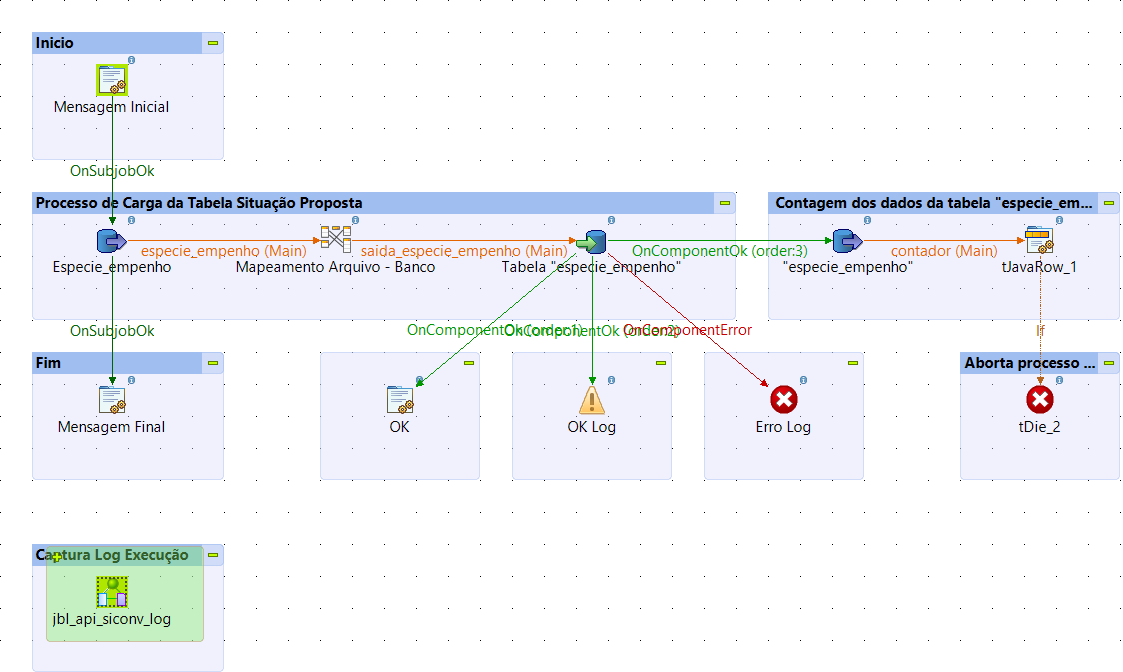 Inicio
Mensagem Inicial
OnSubjobOk
Processo de Carga da Tabela Situação Proposta
Contagem dos dados da tabela "especie_em...
especie_empenho (Main)
saida_especie_empenho (Main)
OnComponentOk (order:3)
contador (Main)
Especie_empenho
Mapeamento Arquivo - Banco
Tabela "especie_empenho"
"especie_empenho"
tJavaRow_1
OnSubjobOk
OnComponentOk (order:1)
OnComponentOk (order:2)
OnComponentError
If
Fim
Aborta processo ...
Mensagem Final
OK
OK Log
Erro Log
tDie_2
Captura Log Execução
jbl_api_siconv_log